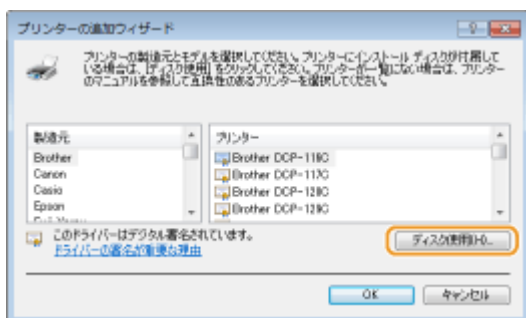 プリンターの追加ウィザード
プリンターの製造元とモデルを選択してください。プリンターにインストール ディスクが付属して
いる場合は、[ディスク使用] をクリックしてください。プリンターが一覧にない場合は、プリンター
のマニュアルを参照して互換性のあるプリンターを選択してください。
製造元
プリンター
Brother
Brother DCP-116C
Canon
Brother DCP-117C
Casio
Brother DCP-128C
Epson
Brother DCP-129C
このドライバーはデジタル署名されています。
ドライバーの署名が重要な理由
ディスク使用(H)...
OK
キャンセル